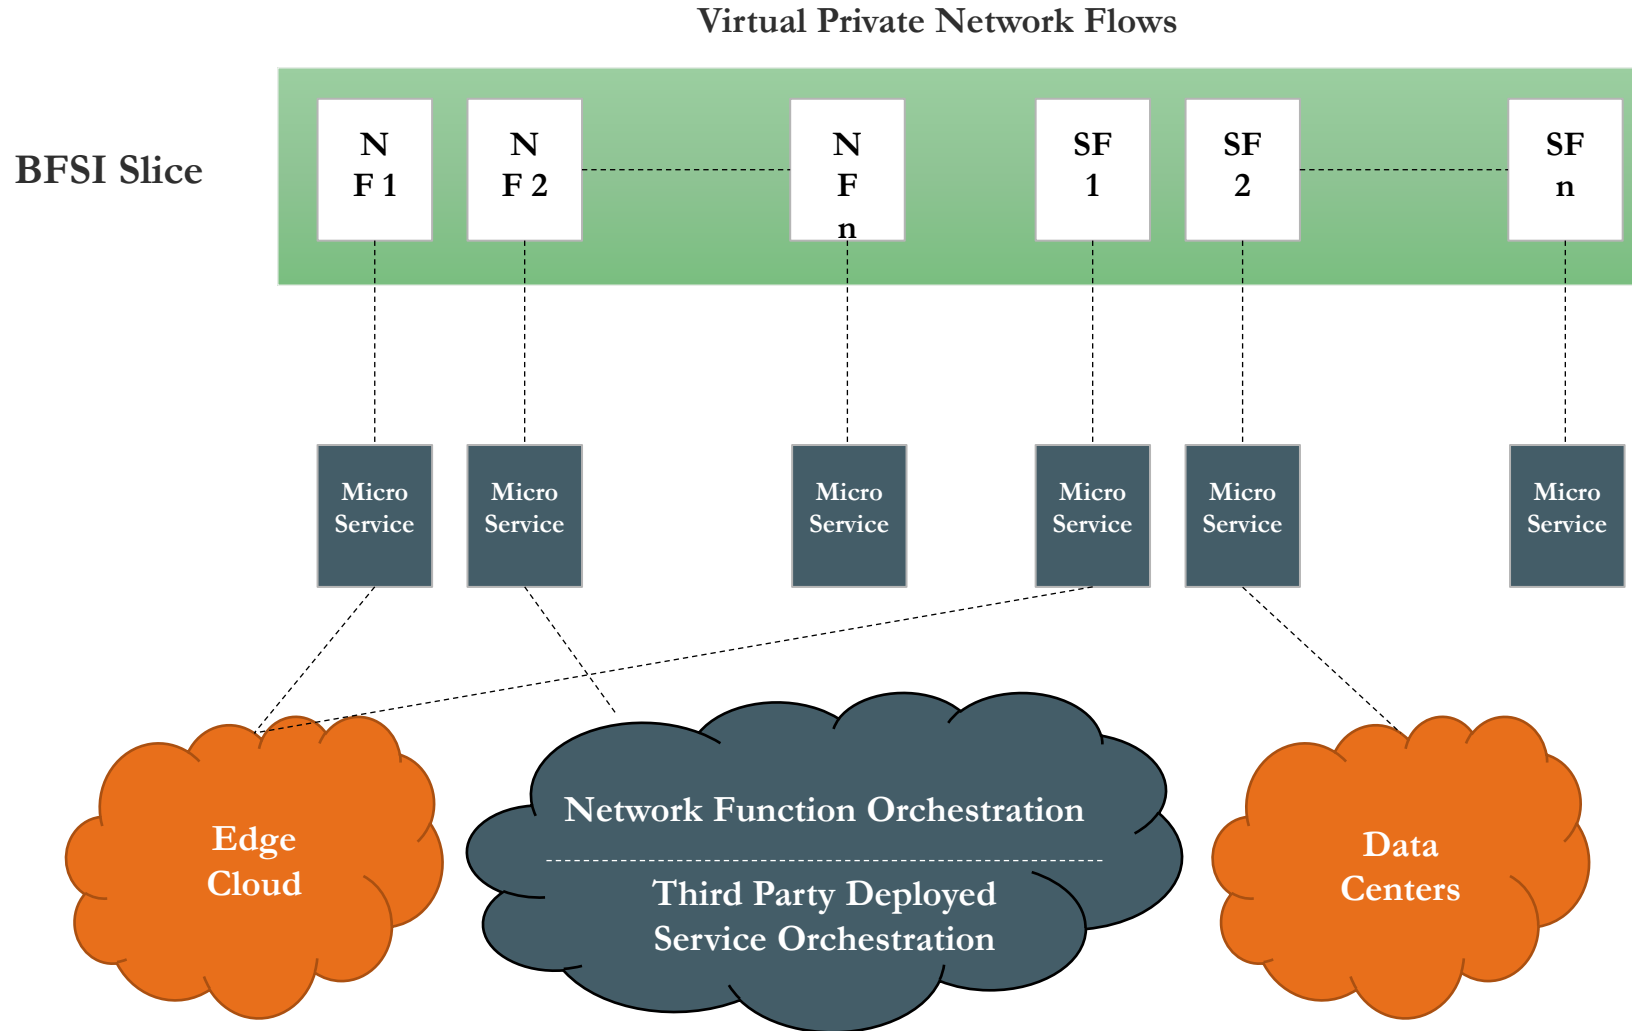 Virtual Private Network Flows
BFSI Slice
N
F 1
N
F 2
N
F
n
SF
1
SF
2
SF
n
Micro
Service
Micro
Service
Micro
Service
Micro
Service
Micro
Service
Micro
Service
Edge
Cloud
Network Function Orchestration
Third Party Deployed
Service Orchestration
Data
Centers